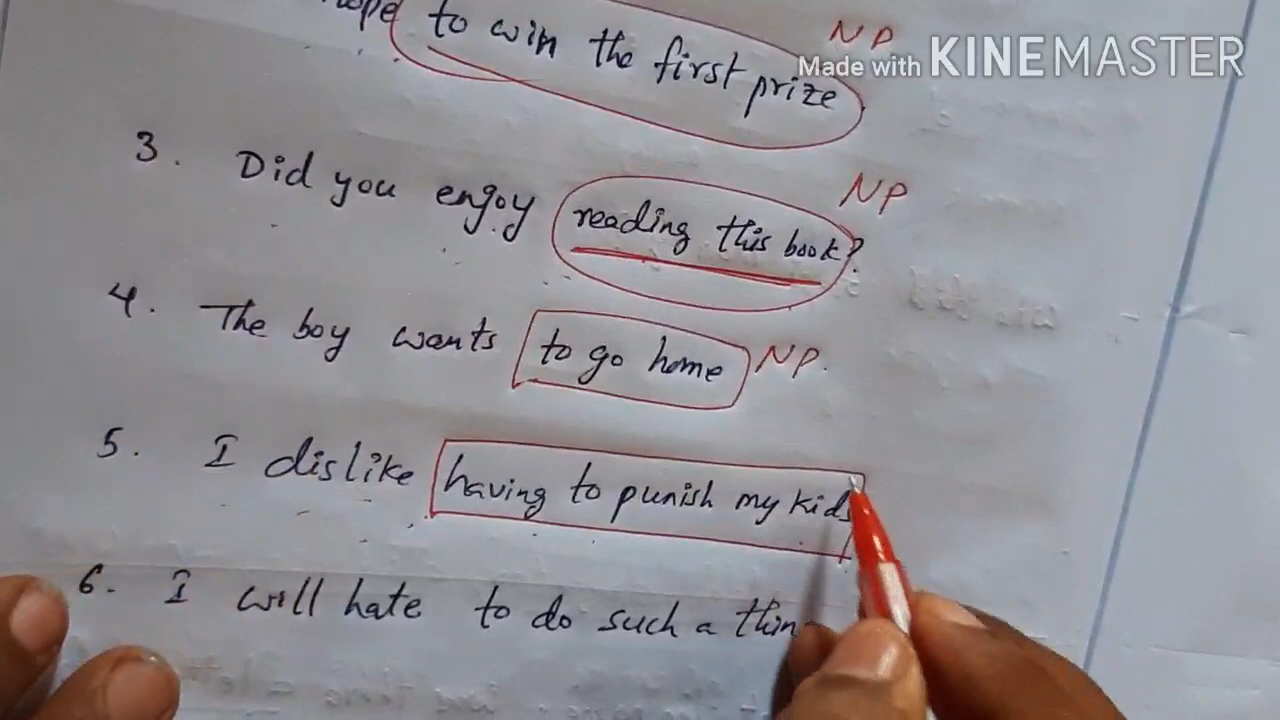 hope to win the first prize
NP
Made with KINEMASTER
3. Did you enjoy reading this book?
NP
4. The boy wants to go home NP.
5. I dislike having to punish my kids
6. I will hate to do such a thin